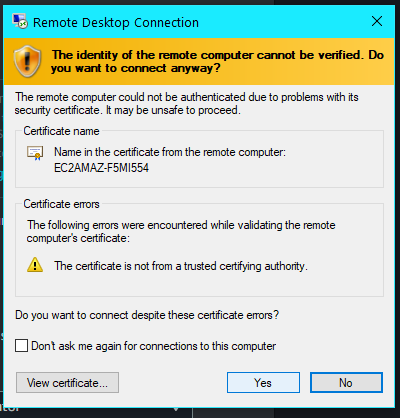 Remote Desktop Connection
The identity of the remote computer cannot be verified. Do
you want to connect anyway?
The remote computer could not be authenticated due to problems with its
security certificate. It may be unsafe to proceed.
Certificate name
Name in the certificate from the remote computer:
EC2AMAZ-F5MI554
Certificate errors
The following errors were encountered while validating the remote
computer's certificate:
The certificate is not from a trusted certifying authority.
Do you want to connect despite these certificate errors?
Don't ask me again for connections to this computer
View certificate... Yes No